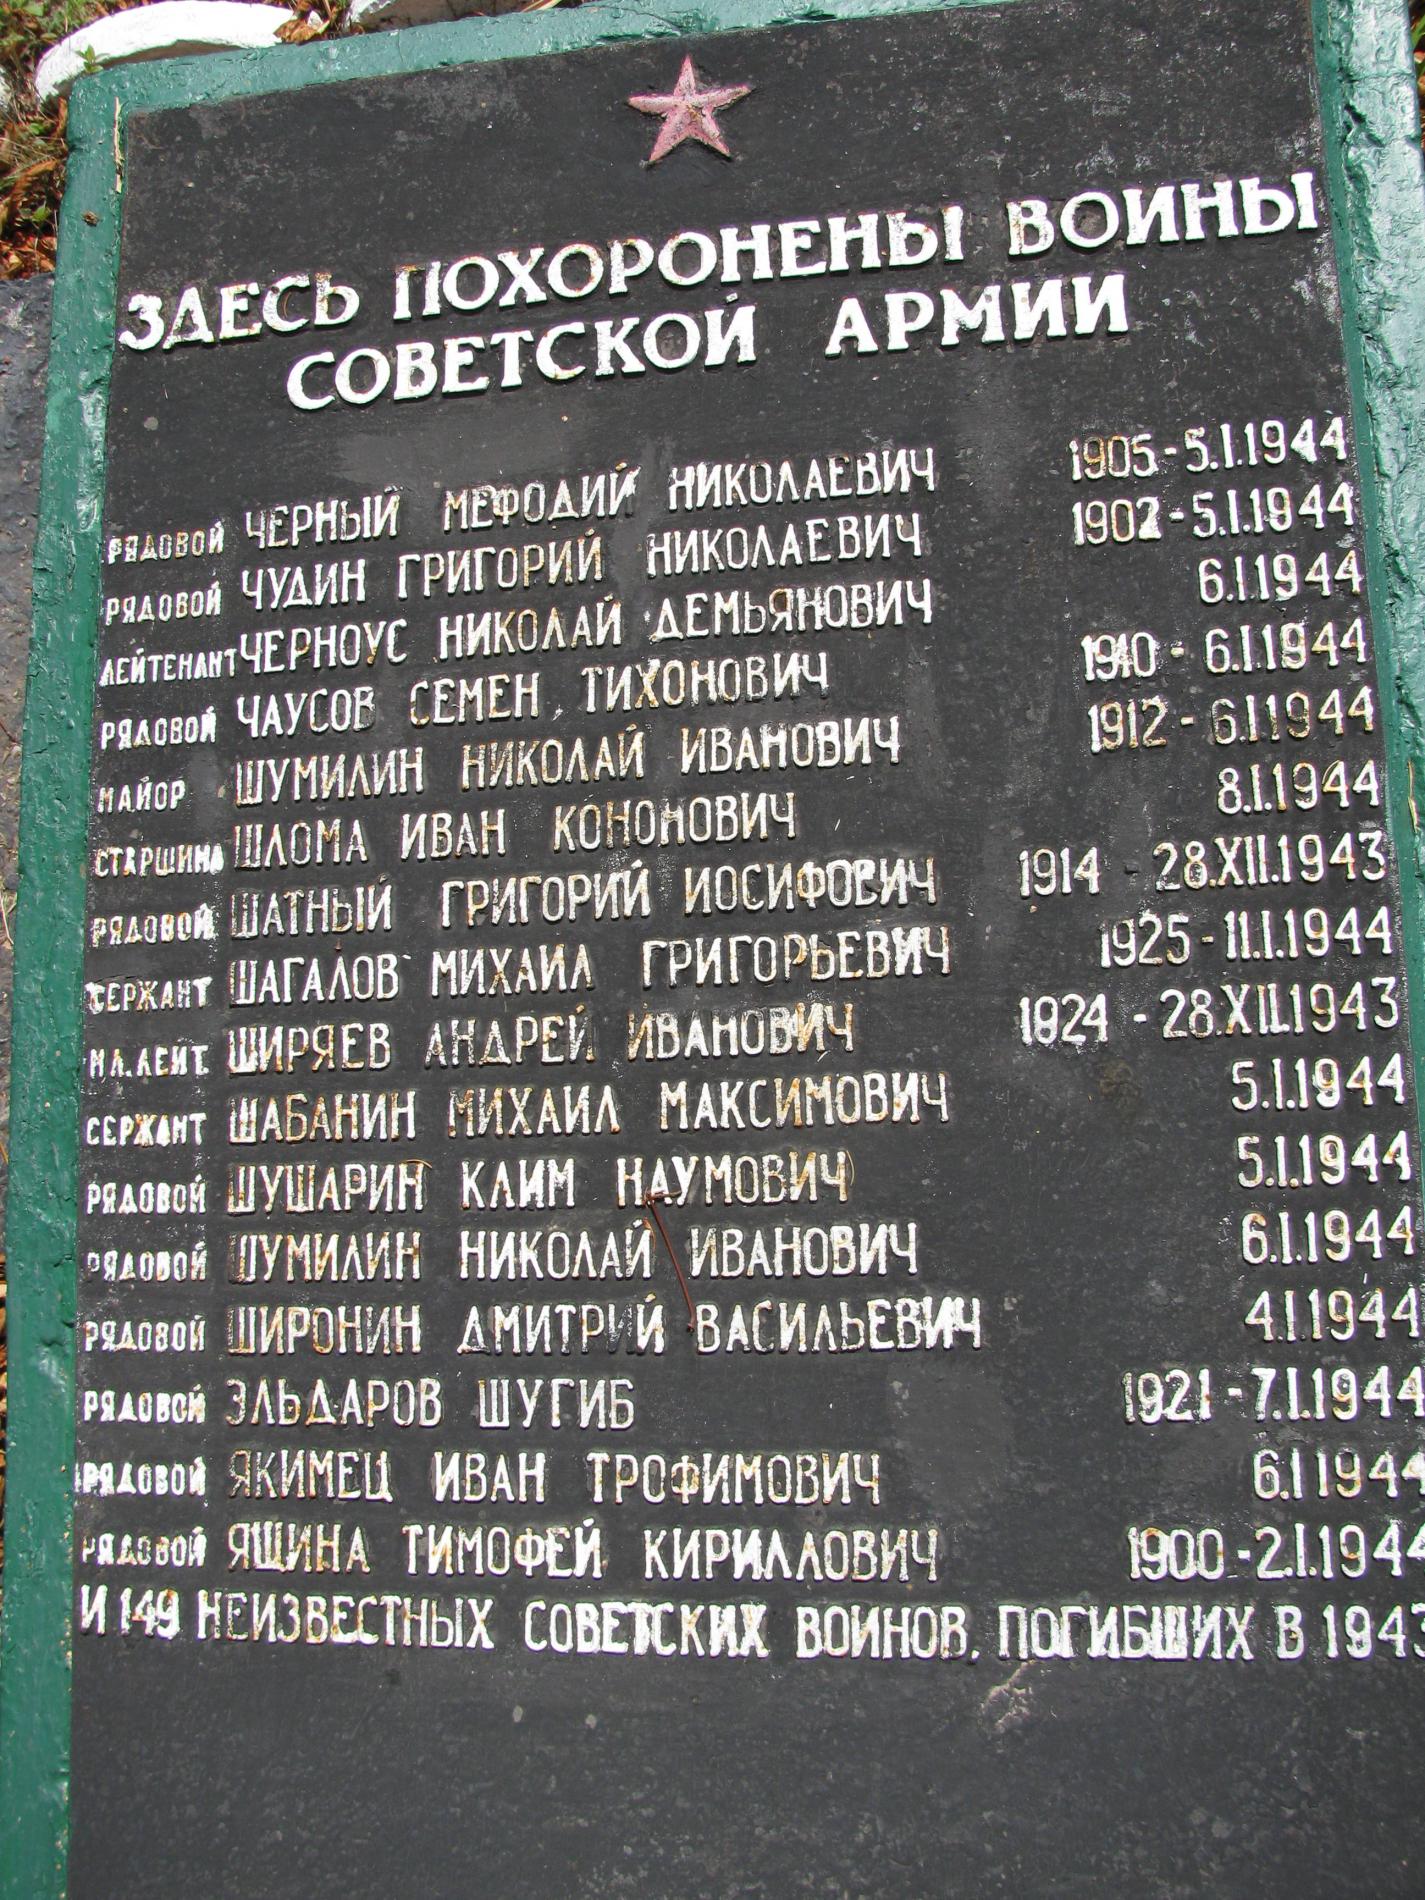 ЗДЕСЬ ПОХОРОНЕНЫ ВОИНЫ
СОВЕТСКОЙ АРМИИ
РЯДОВОЙ ЧЕРНЫЙ МЕФОДИЙ НИКОЛАЕВИЧ 1905-5.I.1944
РЯДОВОЙ ЧУДИН ГРИГОРИЙ НИКОЛАЕВИЧ 1902-5.I.1944
ЛЕЙТЕНАНТ ЧЕРНОУС НИКОЛАЙ ДЕМЬЯНОВИЧ 6.I.1944
РЯДОВОЙ ЧАУСОВ СЕМЕН ТИХОНОВИЧ 1910 - 6.I.1944
МАЙОР ШУМИЛИН НИКОЛАЙ ИВАНОВИЧ 1912 - 6.I.1944
СТАРШИНА ШЛОМА ИВАН КОНОНОВИЧ 8.I.1944
РЯДОВОЙ ШАТНЫЙ ГРИГОРИЙ ИОСИФОВИЧ 1914 - 28.XII.1943
СЕРЖАНТ ШАГАЛОВ МИХАИЛ ГРИГОРЬЕВИЧ 1925-11.I.1944
МЛ.ЛЕЙТ. ШИРЯЕВ АНДРЕЙ ИВАНОВИЧ 1924 - 28.XII.1943
СЕРЖАНТ ШАБАНИН МИХАИЛ МАКСИМОВИЧ 5.I.1944
РЯДОВОЙ ШУШАРИН КЛИМ НАУМОВИЧ 5.I.1944
РЯДОВОЙ ШУМИЛИН НИКОЛАЙ ИВАНОВИЧ 6.I.1944
РЯДОВОЙ ШИРОНИН ДМИТРИЙ ВАСИЛЬЕВИЧ 4.I.1944
РЯДОВОЙ ЭЛЬДАРОВ ШУГИБ 1921-7.I.1944
РЯДОВОЙ ЯКИМЕЦ ИВАН ТРОФИМОВИЧ 6.I 1944
РЯДОВОЙ ЯЩИНА ТИМОФЕЙ КИРИЛЛОВИЧ 1900-2.I.1944
И 149 НЕИЗВЕСТНЫХ СОВЕТСКИХ ВОИНОВ, ПОГИБШИХ В 1943